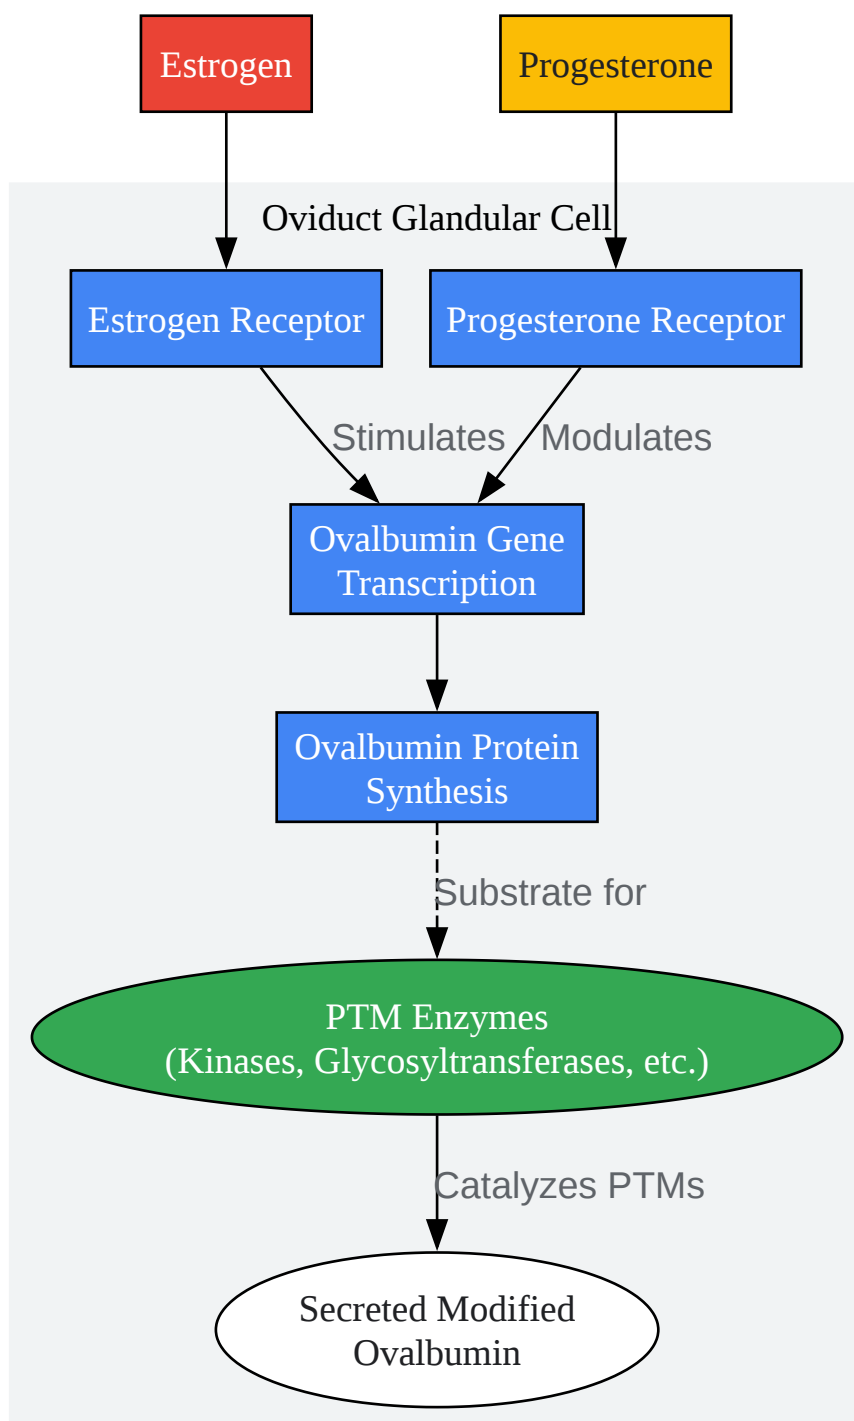 Estrogen
Progesterone
Oviduct Glandular Cell
Estrogen Receptor
Progesterone Receptor
Stimulates
Modulates
Ovalbumin Gene
Transcription
Ovalbumin Protein
Synthesis
Substrate for
PTM Enzymes
(Kinases, Glycosyltransferases, etc.)
Catalyzes PTMs
Secreted Modified
Ovalbumin